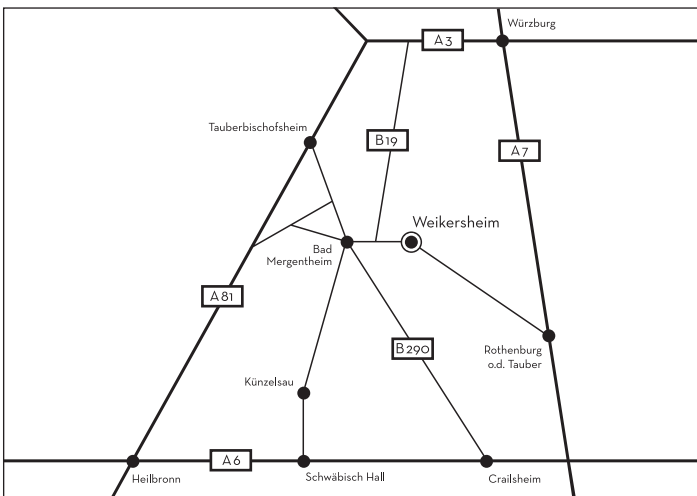 Würzburg
A3
Tauberbischofsheim
B19
A7
Weikersheim
Bad
Mergentheim
A81
B290
Rothenburg
o.d. Tauber
Künzelsau
A6
Heilbronn
Schwäbisch Hall
Crailsheim